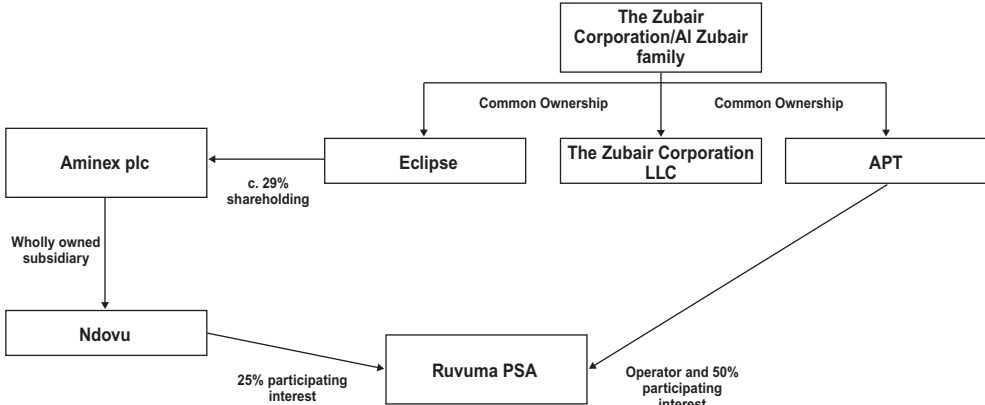 The Zubair
Corporation/Al Zubair
family
Common Ownership
Common Ownership
Aminex plc
Eclipse
The Zubair Corporation
LLC
APT
c. 29%
shareholding
Wholly owned
subsidiary
Ndovu
Ruvuma PSA
25% participating
interest
Operator and 50%
participating
interest